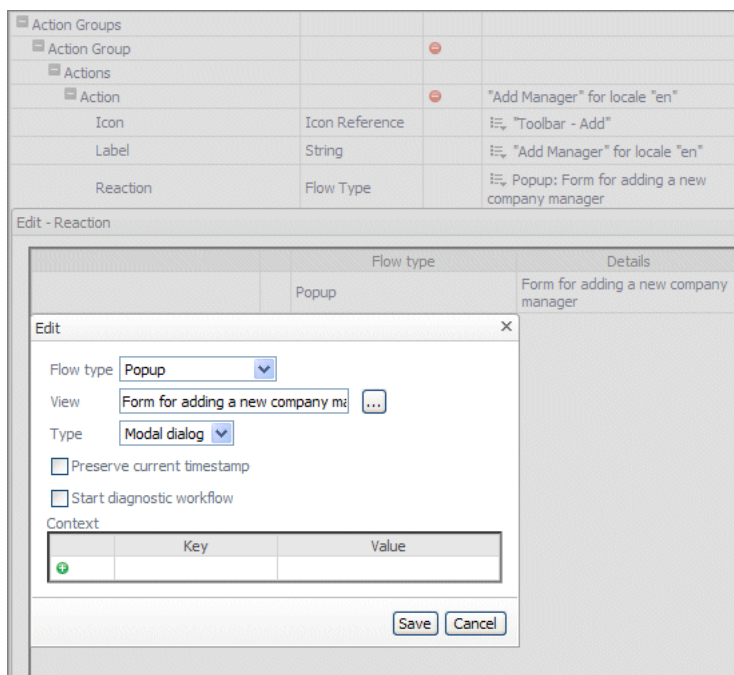 Action Groups
Action Group
Actions
Action "Add Manager" for locale "en"
Icon Icon Reference "Toolbar - Add"
Label String "Add Manager" for locale "en"
Reaction Flow Type Popup: Form for adding a new
company manager
Edit - Reaction
Flow type Details
Popup Form for adding a new company
manager
Edit
Flow type Popup
View Form for adding a new company ma ...
Type Modal dialog
Preserve current timestamp
Start diagnostic workflow
Context
Key Value
Save Cancel